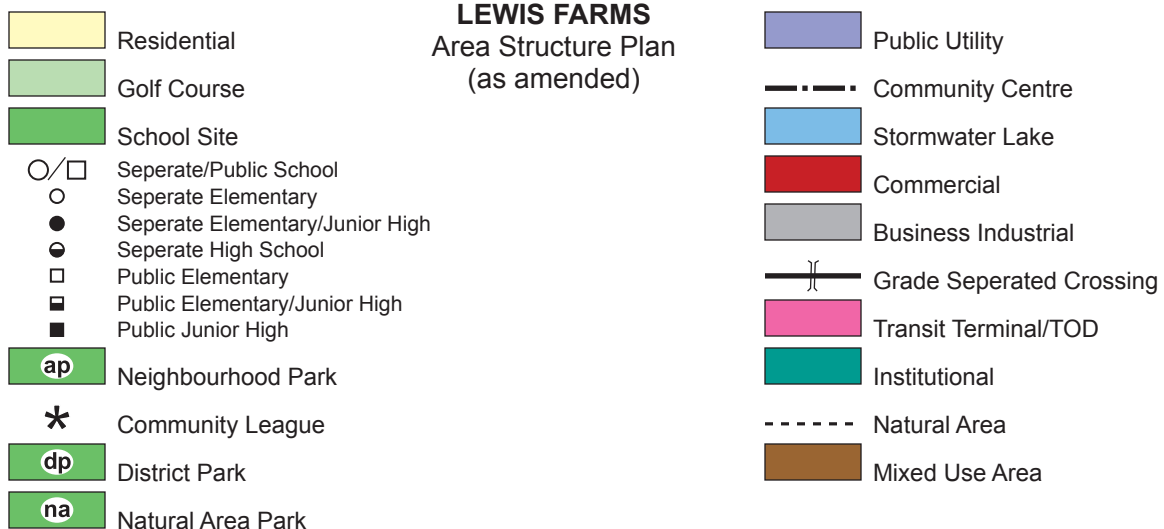 LEWIS FARMS
Area Structure Plan
(as amended)
Residential
Golf Course
School Site
Seperate/Public School
Seperate Elementary
Seperate Elementary/Junior High
Seperate High School
Public Elementary
Public Elementary/Junior High
Public Junior High
ap Neighbourhood Park
Community League
dp District Park
na Natural Area Park
Public Utility
Community Centre
Stormwater Lake
Commercial
Business Industrial
Grade Seperated Crossing
Transit Terminal/TOD
Institutional
Natural Area
Mixed Use Area